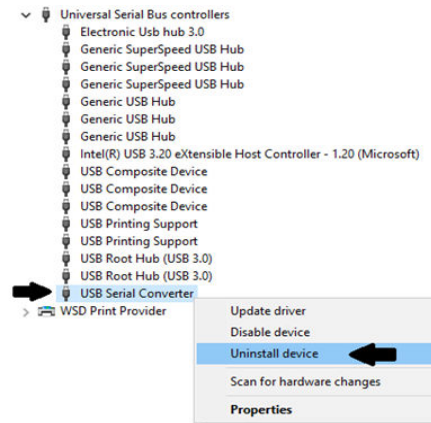 Universal Serial Bus controllers
Electronic Usb hub 3.0
Generic SuperSpeed USB Hub
Generic SuperSpeed USB Hub
Generic SuperSpeed USB Hub
Generic USB Hub
Generic USB Hub
Generic USB Hub
Intel(R) USB 3.20 eXtensible Host Controller - 1.20 (Microsoft)
USB Composite Device
USB Composite Device
USB Composite Device
USB Printing Support
USB Printing Support
USB Root Hub (USB 3.0)
USB Root Hub (USB 3.0)
USB Serial Converter
WSD Print Provider
Update driver
Disable device
Uninstall device
Scan for hardware changes
Properties